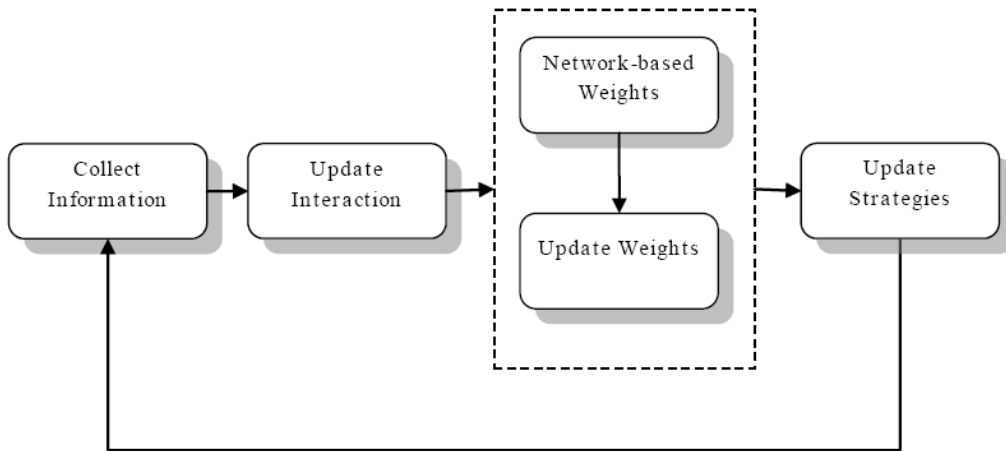 Collect
Information
Update
Interaction
Network-based
Weights
Update Weights
Update
Strategies